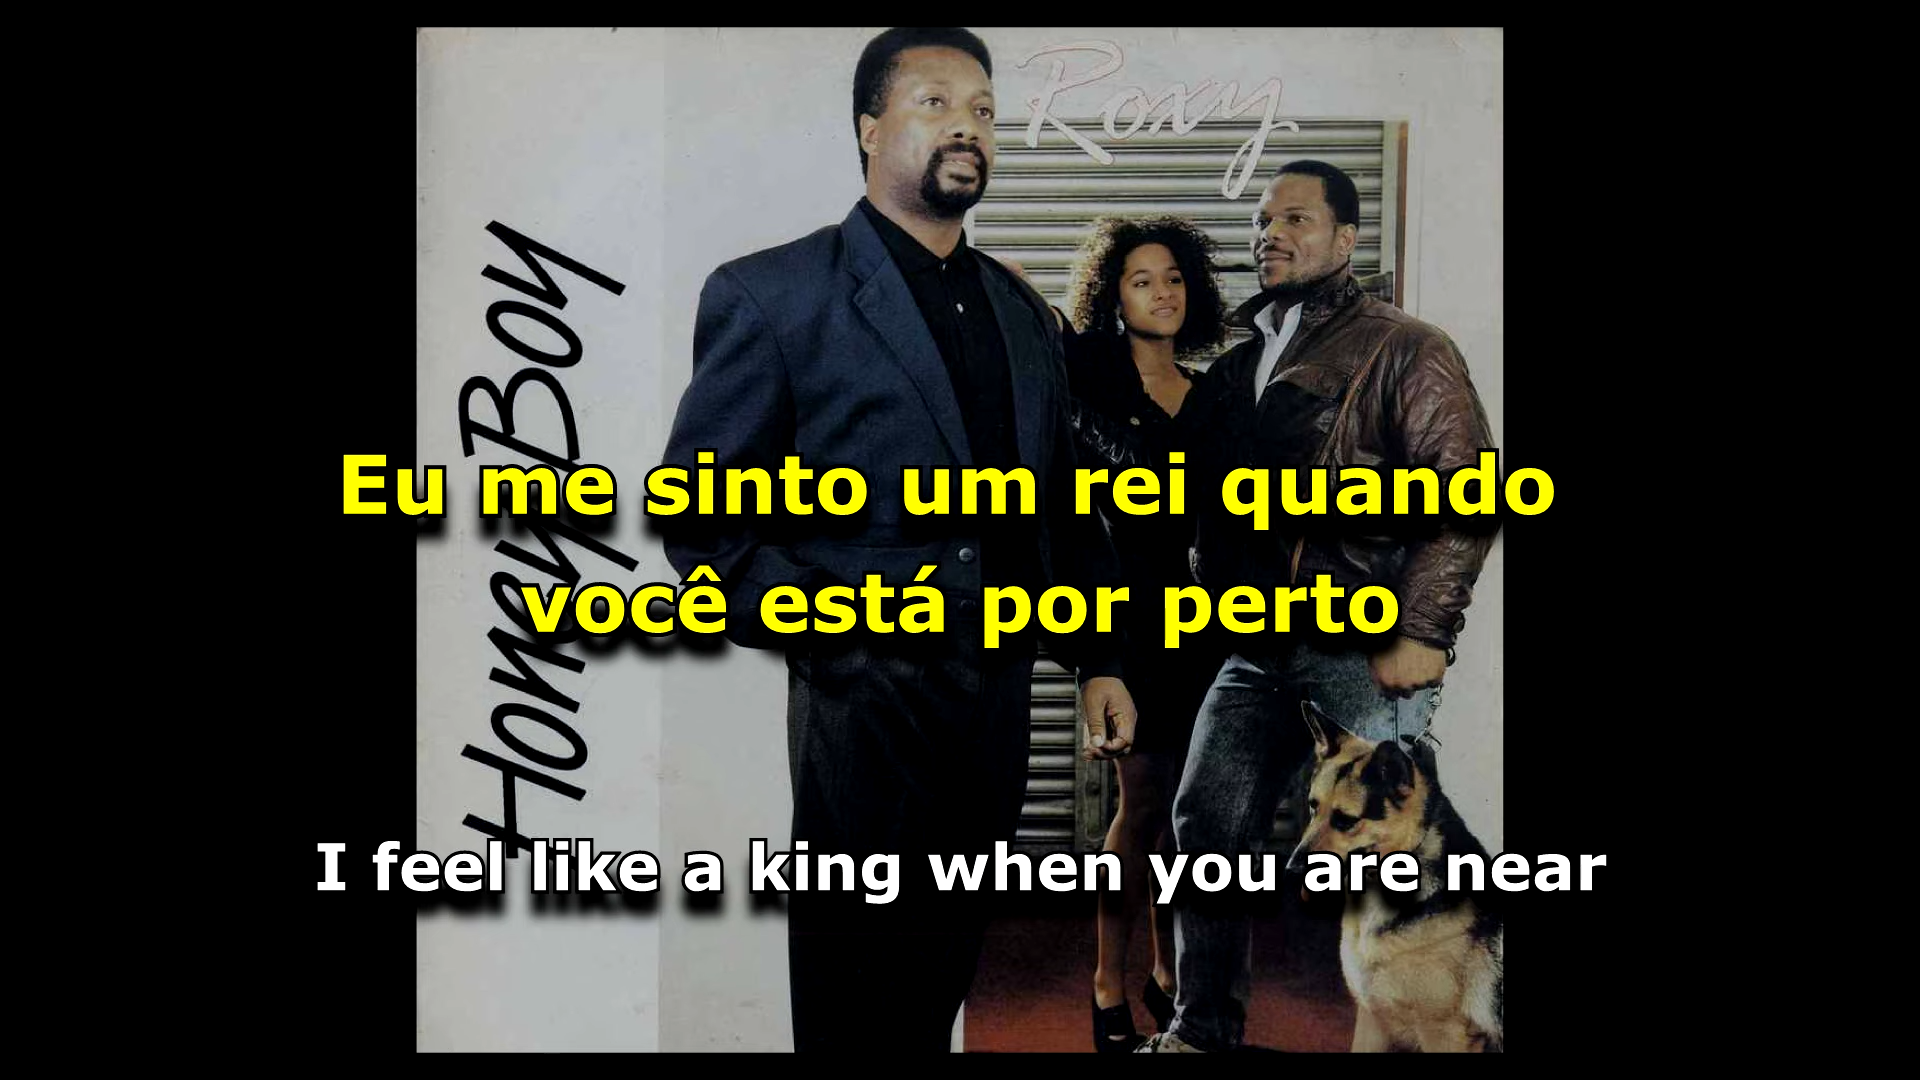 Roxy
Honey Boy
Eu me sinto um rei quando
você está por perto
I feel like a king when you are near